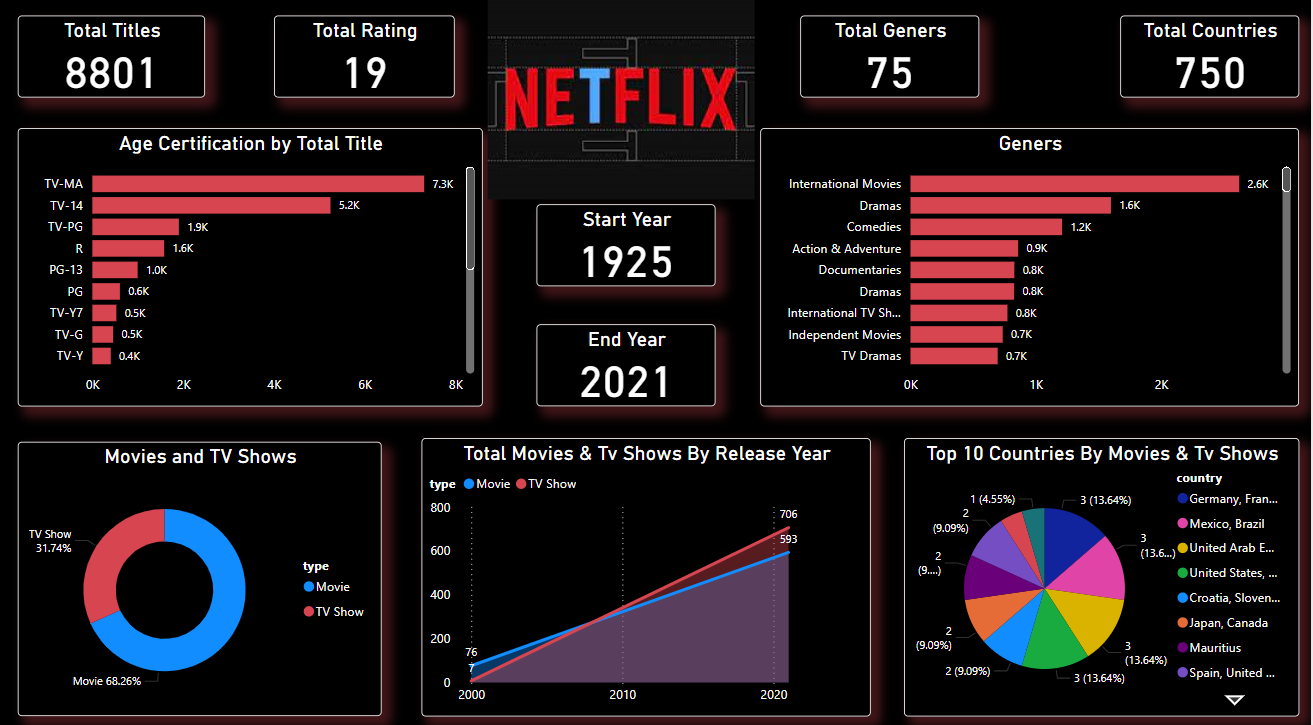 Total Titles
8801
Total Rating
19
NETFLIX
Total Geners
75
Total Countries
750
Age Certification by Total Title
TV-MA 7.3K
TV-14 5.2K
TV-PG 1.9K
R 1.6K
PG-13 1.0K
PG 0.6K
TV-Y7 0.5K
TV-G 0.5K
TV-Y 0.4K
0K 2K 4K 6K 8K
Start Year
1925
End Year
2021
Geners
International Movies 2.6K
Dramas 1.6K
Comedies 1.2K
Action & Adventure 0.9K
Documentaries 0.8K
Dramas 0.8K
International TV Sh... 0.8K
Independent Movies 0.7K
TV Dramas 0.7K
0K 1K 2K
Movies and TV Shows
TV Show
31.74%
Movie 68.26%
type
Movie
TV Show
Total Movies & Tv Shows By Release Year
type Movie TV Show
800
600
400
200
0
706
593
76
7
2000 2010 2020
Top 10 Countries By Movies & Tv Shows
1 (4.55%)
3 (13.64%)
2
(9.09%)
3
(13.6...)
2
(9....)
2
(9.09%)
3
(13.64%)
2 (9.09%)
3 (13.64%)
country
Germany, Fran...
Mexico, Brazil
United Arab E...
United States, ...
Croatia, Sloven...
Japan, Canada
Mauritius
Spain, United ...